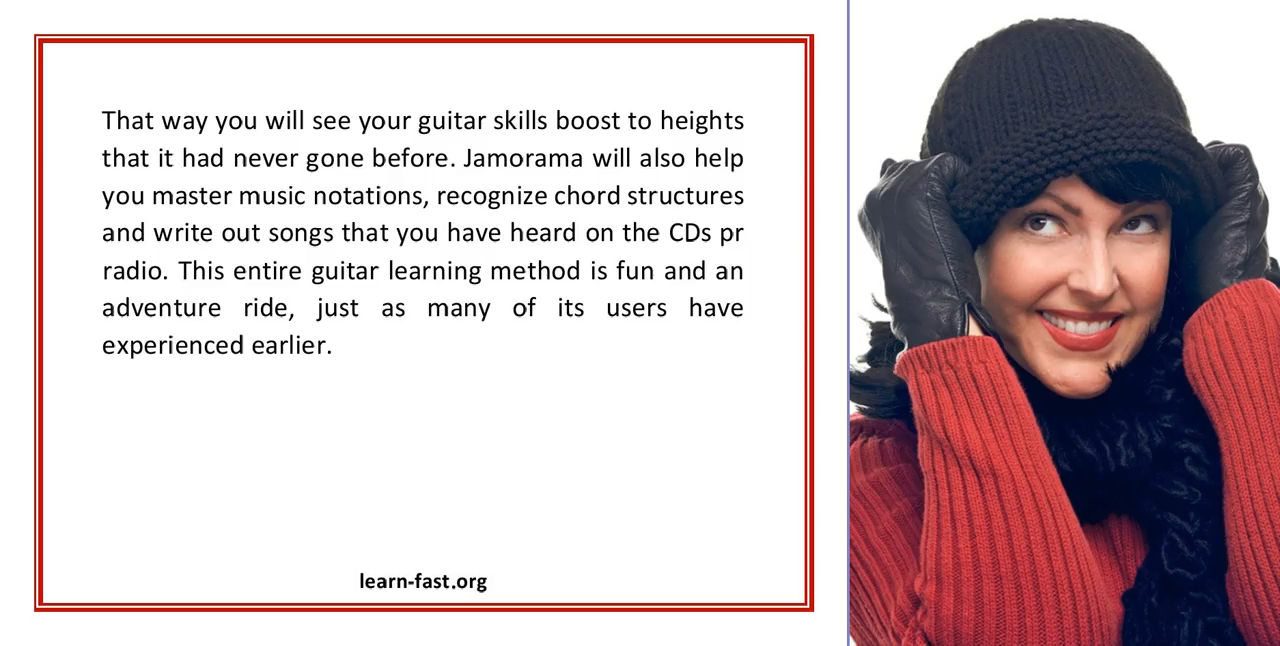 That way you will see your guitar skills boost to heights
that it had never gone before. Jamorama will also help
you master music notations, recognize chord structures
and write out songs that you have heard on the CDs pr
radio. This entire guitar learning method is fun and an
adventure ride, just as many of its users have
experienced earlier.
learn-fast.org